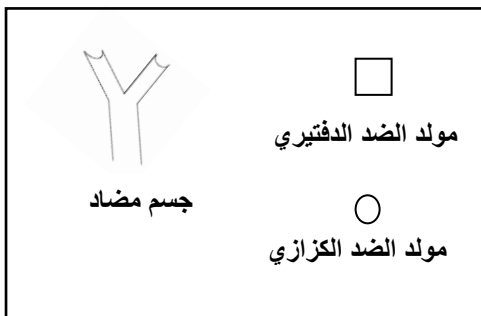 مولد الضد الدفتيري
جسم مضاد
مولد الضد الكزازي